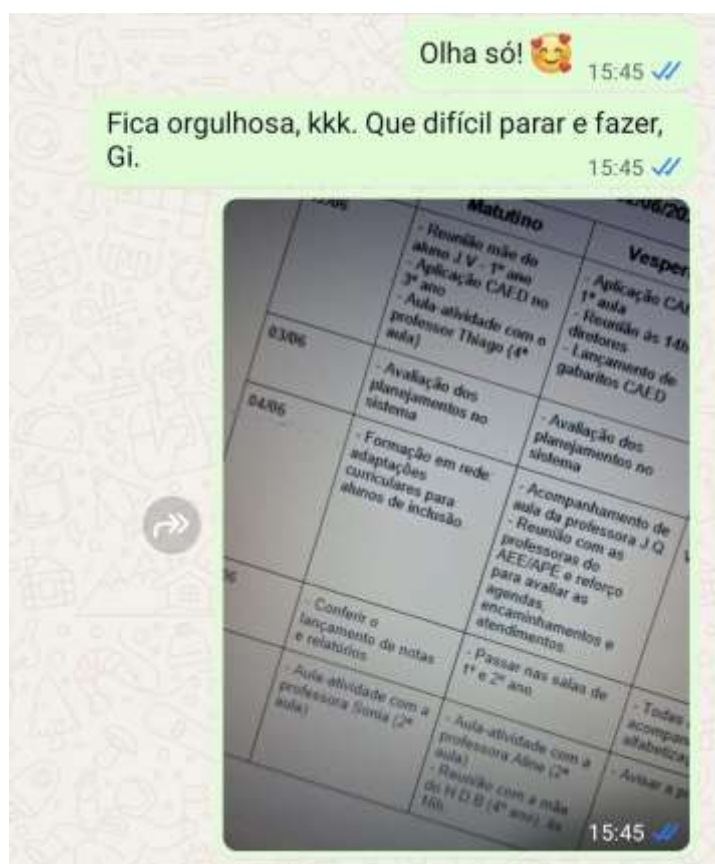 Olha só! 🥰
15:45
Fica orgulhosa, kkk. Que difícil parar e fazer,
Gi.
15:45
Matutino
Vesper
- Reunião mãe do
aluno J V - 1º ano
- Aplicação CAED no
3º ano
- Aula-atividade com o
professor Thiago (4ª
aula)
- Aplicação CA
1ª aula
- Reunião às 14h
diretores
- Lançamento de
gabaritos CAED
03/06
- Avaliação dos
planejamentos no
sistema
- Avaliação dos
planejamentos no
sistema
04/06
- Formação em rede
adaptações
curriculares para
alunos de inclusão
- Acompanhamento de
aula da professora J Q
- Reunião com as
professoras do
AEE/APE e reforço
para avaliar as
agendas,
encaminhamentos e
atendimentos.
- Conferir o
lançamento de notas
e relatórios
- Passar nas salas de
1º e 2º ano
- Todas
acompan
alfabetiza
- Aula-atividade com a
professora Sonia (2ª
aula)
- Aula-atividade com a
professora Aline (2ª
aula)
- Reunião com a mãe
do H D B (4º ano), às
16h
- Avisar a p
15:45